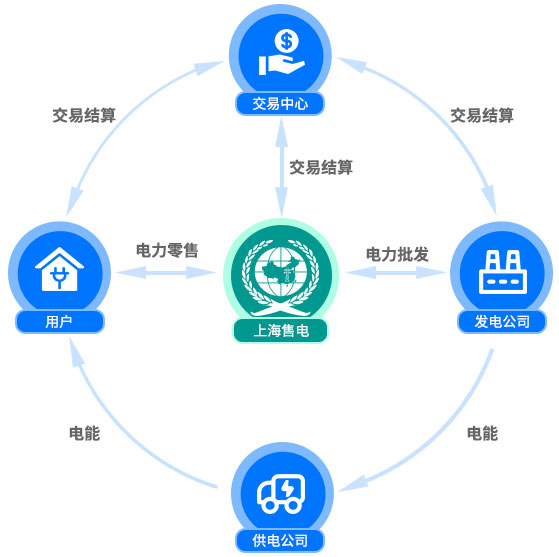 交易中心
交易结算
交易结算
交易结算
电力零售
电力批发
用户
上海售电
发电公司
电能
电能
供电公司